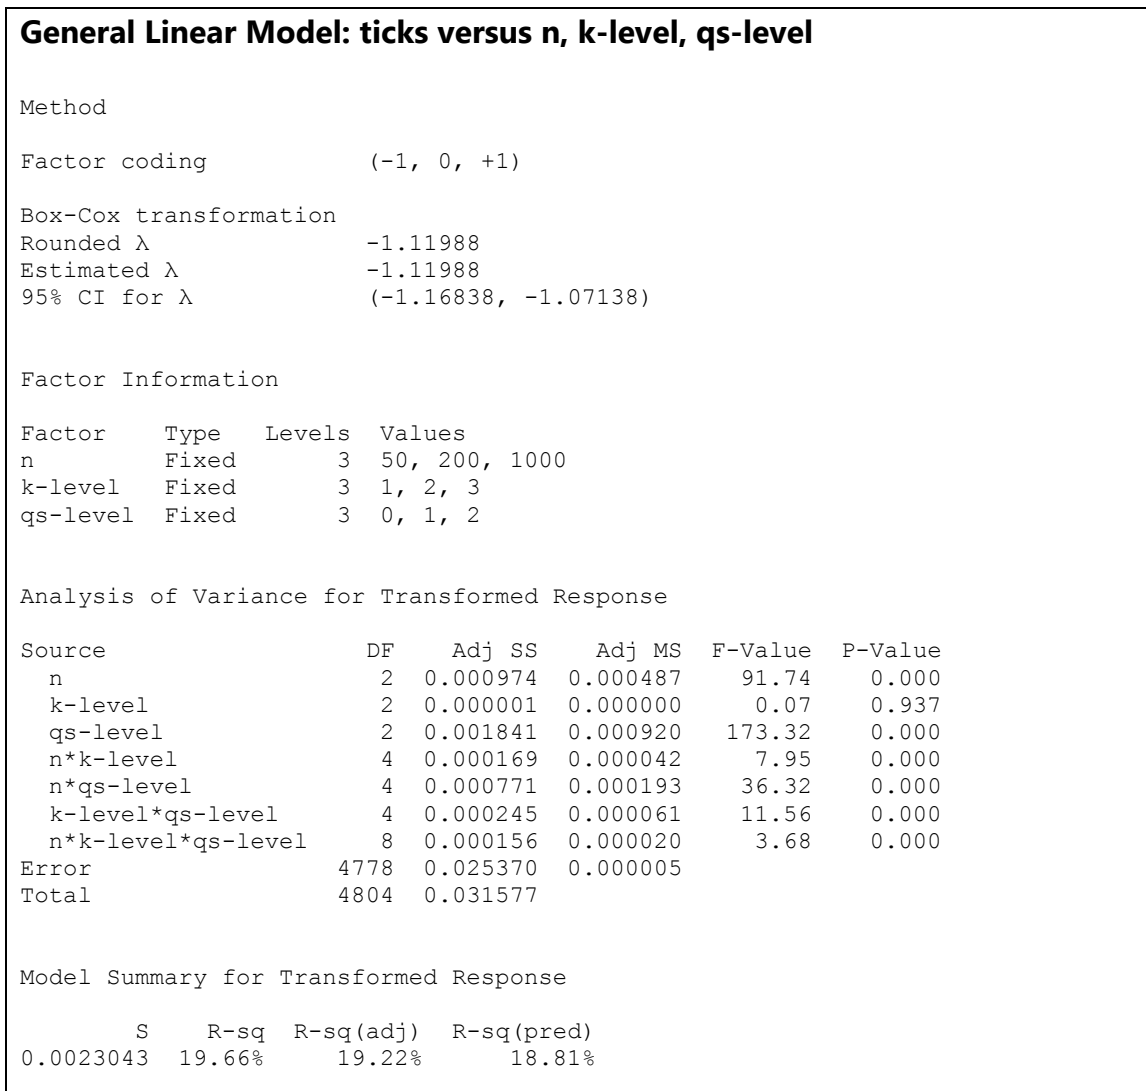 General Linear Model: ticks versus n, k-level, qs-level
Method
Factor coding (-1, 0, +1)
Box-Cox transformation
Rounded λ -1.11988
Estimated λ -1.11988
95% CI for λ (-1.16838, -1.07138)
Factor Information
Factor Type Levels Values
n Fixed 3 50, 200, 1000
k-level Fixed 3 1, 2, 3
qs-level Fixed 3 0, 1, 2
Analysis of Variance for Transformed Response
Source DF Adj SS Adj MS F-Value P-Value
n 2 0.000974 0.000487 91.74 0.000
k-level 2 0.000001 0.000000 0.07 0.937
qs-level 2 0.001841 0.000920 173.32 0.000
n*k-level 4 0.000169 0.000042 7.95 0.000
n*qs-level 4 0.000771 0.000193 36.32 0.000
k-level*qs-level 4 0.000245 0.000061 11.56 0.000
n*k-level*qs-level 8 0.000156 0.000020 3.68 0.000
Error 4778 0.025370 0.000005
Total 4804 0.031577
Model Summary for Transformed Response
S R-sq R-sq(adj) R-sq(pred)
0.0023043 19.66% 19.22% 18.81%